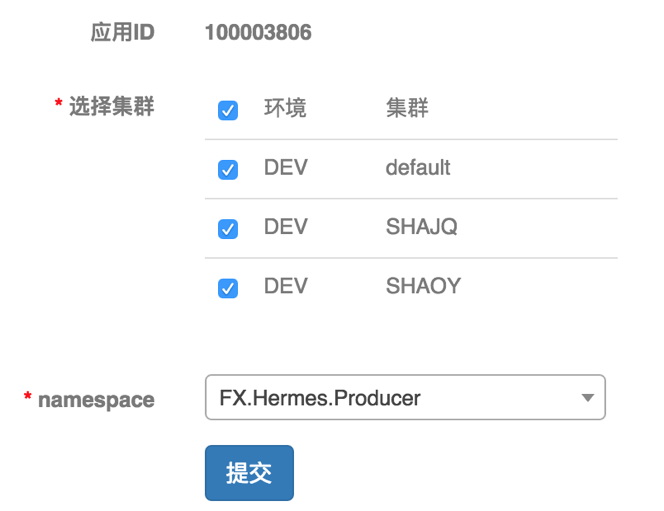 应用ID 100003806
* 选择集群 环境 集群
DEV default
DEV SHAJQ
DEV SHAOY
* namespace FX.Hermes.Producer
提交